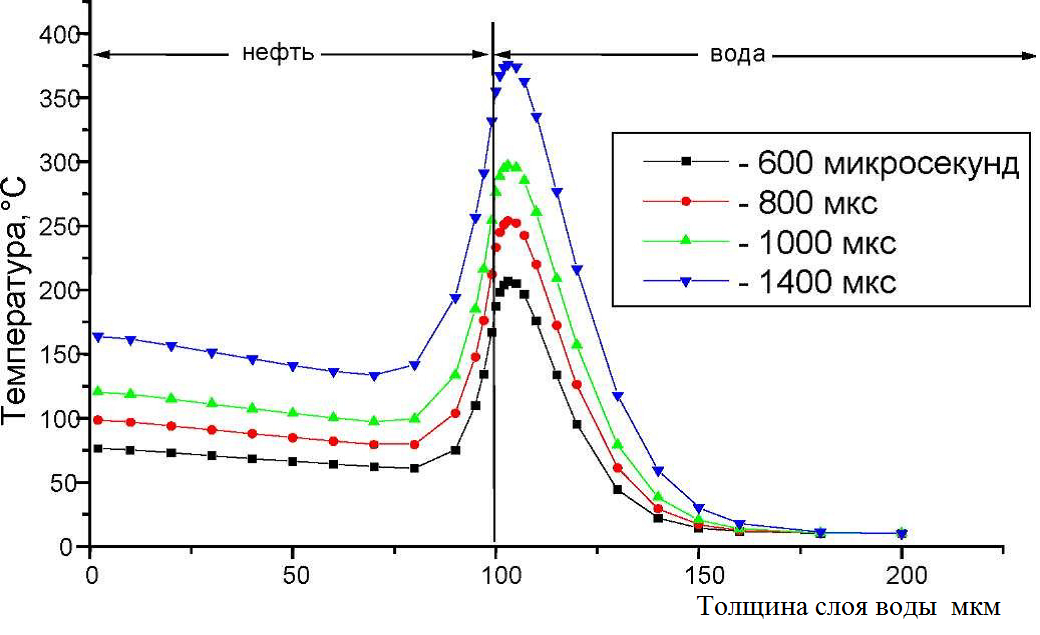 400
350
300
250
200
150
100
50
0
Температура,°C
нефть
вода
- 600 микросекунд
- 800 мкс
- 1000 мкс
- 1400 мкс
0 50 100 150 200
Толщина слоя воды мкм